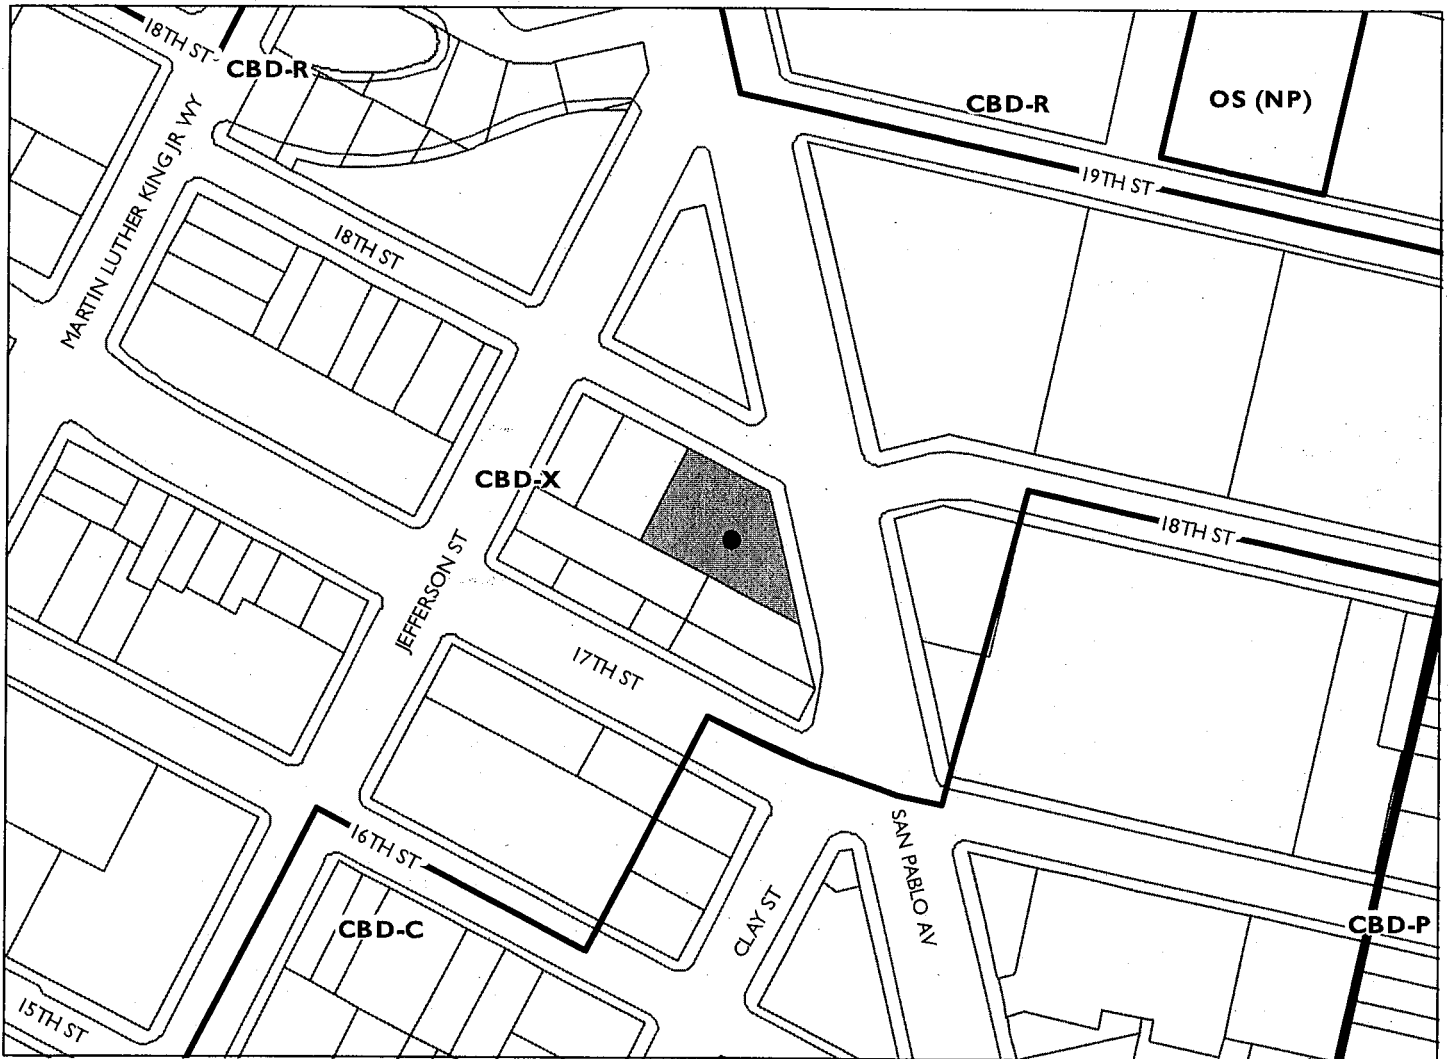 18TH ST
CBD-R
CBD-R
OS (NP)
MARTIN LUTHER KING JR WY
19TH ST
18TH ST
CBD-X
18TH ST
JEFFERSON ST
17TH ST
16TH ST
SAN PABLO AV
CBD-C
CLAY ST
CBD-P
15TH ST